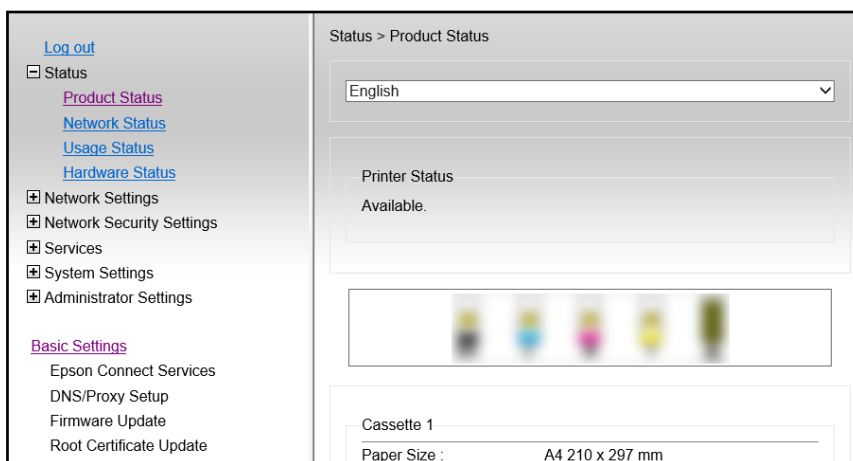 Log out
Status
Product Status
Network Status
Usage Status
Hardware Status
Network Settings
Network Security Settings
Services
System Settings
Administrator Settings
Basic Settings
Epson Connect Services
DNS/Proxy Setup
Firmware Update
Root Certificate Update
Status > Product Status
English
Printer Status
Available.
Cassette 1
Paper Size : A4 210 x 297 mm